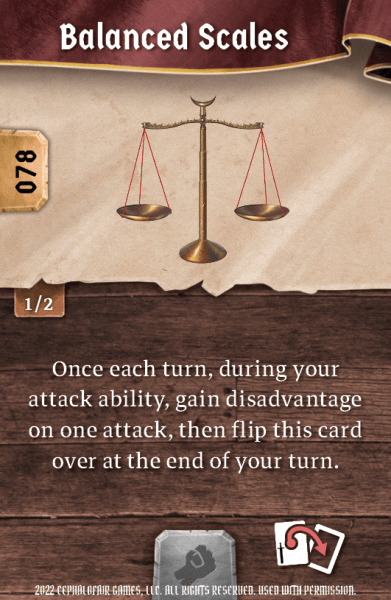 Balanced Scales
078
1/2
Once each turn, during your
attack ability, gain disadvantage
on one attack, then flip this card
over at the end of your turn.
2022 CEPHALOFAIR GAMES, LLC. ALL RIGHTS RESERVED. USED WITH PERMISSION.